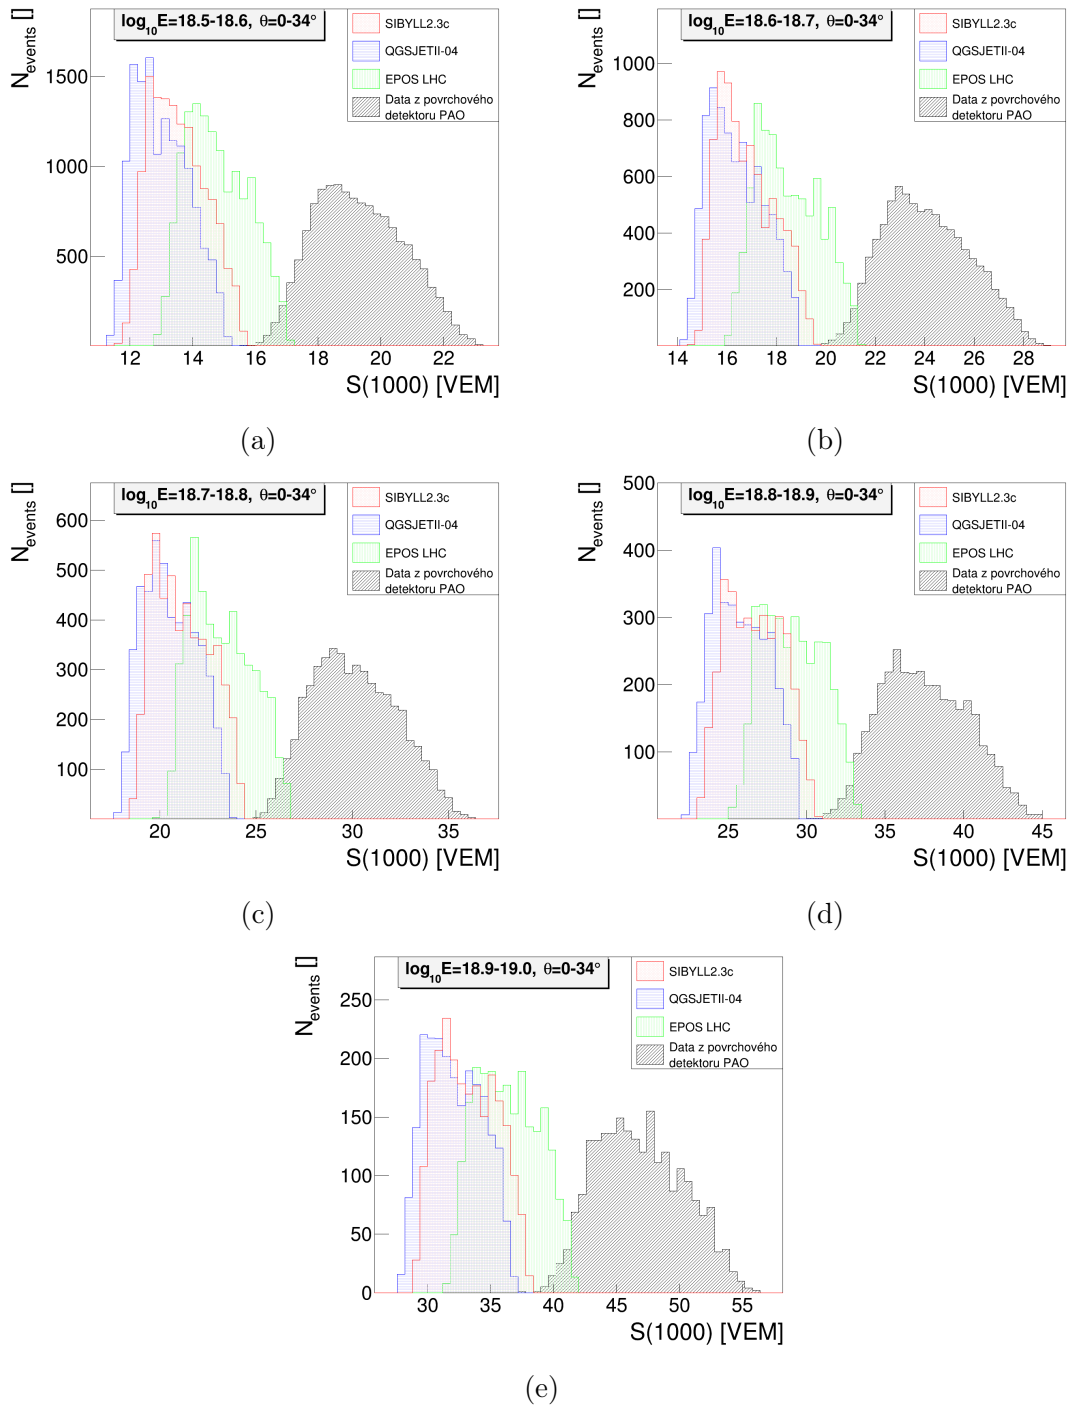 log10E=18.5-18.6, θ=0-34°
SIBYLL2.3c
QGSJETII-04
EPOS LHC
Data z povrchového
detektoru PAO
Nevents []
1500
1000
500
12 14 16 18 20 22
S(1000) [VEM]
(a)
log10E=18.6-18.7, θ=0-34°
SIBYLL2.3c
QGSJETII-04
EPOS LHC
Data z povrchového
detektoru PAO
Nevents []
1000
800
600
400
200
14 16 18 20 22 24 26 28
S(1000) [VEM]
(b)
log10E=18.7-18.8, θ=0-34°
SIBYLL2.3c
QGSJETII-04
EPOS LHC
Data z povrchového
detektoru PAO
Nevents []
600
500
400
300
200
100
20 25 30 35
S(1000) [VEM]
(c)
log10E=18.8-18.9, θ=0-34°
SIBYLL2.3c
QGSJETII-04
EPOS LHC
Data z povrchového
detektoru PAO
Nevents []
500
400
300
200
100
25 30 35 40 45
S(1000) [VEM]
(d)
log10E=18.9-19.0, θ=0-34°
SIBYLL2.3c
QGSJETII-04
EPOS LHC
Data z povrchového
detektoru PAO
Nevents []
250
200
150
100
50
0
30 35 40 45 50 55
S(1000) [VEM]
(e)